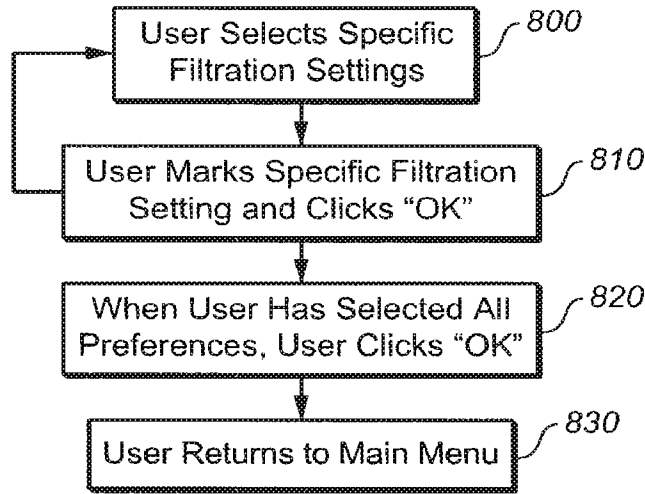 User Selects Specific
Filtration Settings
800
User Marks Specific Filtration
Setting and Clicks “OK”
810
When User Has Selected All
Preferences, User Clicks “OK”
820
User Returns to Main Menu
830